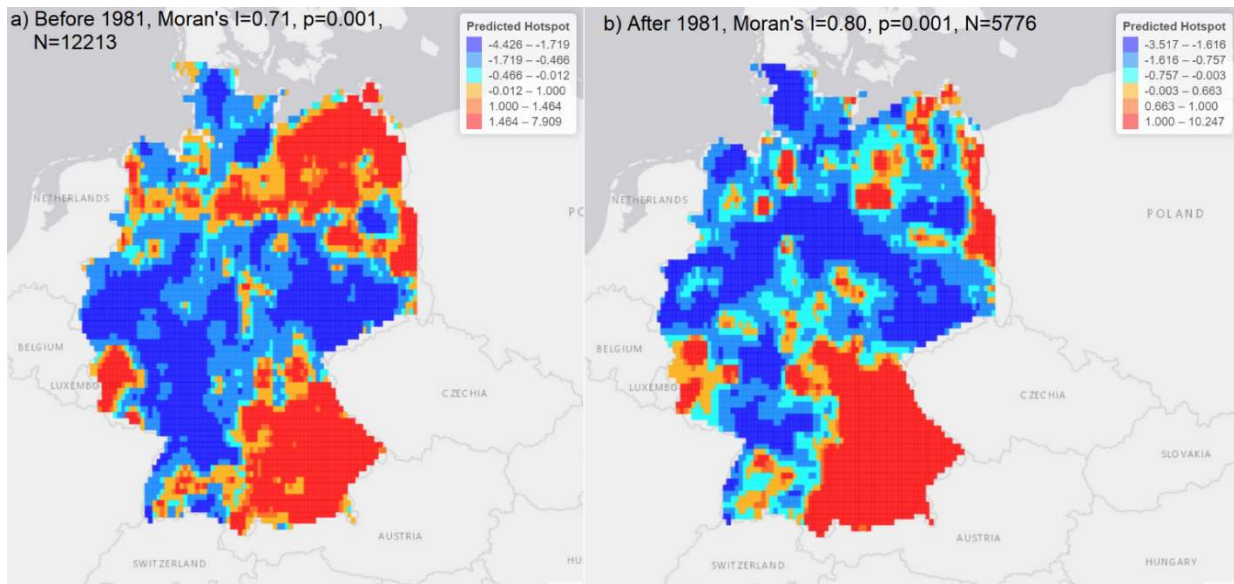 a) Before 1981, Moran's I=0.71, p=0.001,
N=12213
Predicted Hotspot
-4.426 – -1.719
-1.719 – -0.466
-0.466 – -0.012
-0.012 – 1.000
1.000 – 1.464
1.464 – 7.909
NETHERLANDS
BELGIUM
LUXEMBO
PO
CZECHIA
AUSTRIA
SWITZERLAND
HU
b) After 1981, Moran's I=0.80, p=0.001, N=5776
Predicted Hotspot
-3.517 – -1.616
-1.616 – -0.757
-0.757 – -0.003
-0.003 – 0.663
0.663 – 1.000
1.000 – 10.247
NETHERLANDS
POLAND
BELGIUM
LUXEMBO
CZECHIA
SLOVAKIA
AUSTRIA
SWITZERLAND
HUNGARY